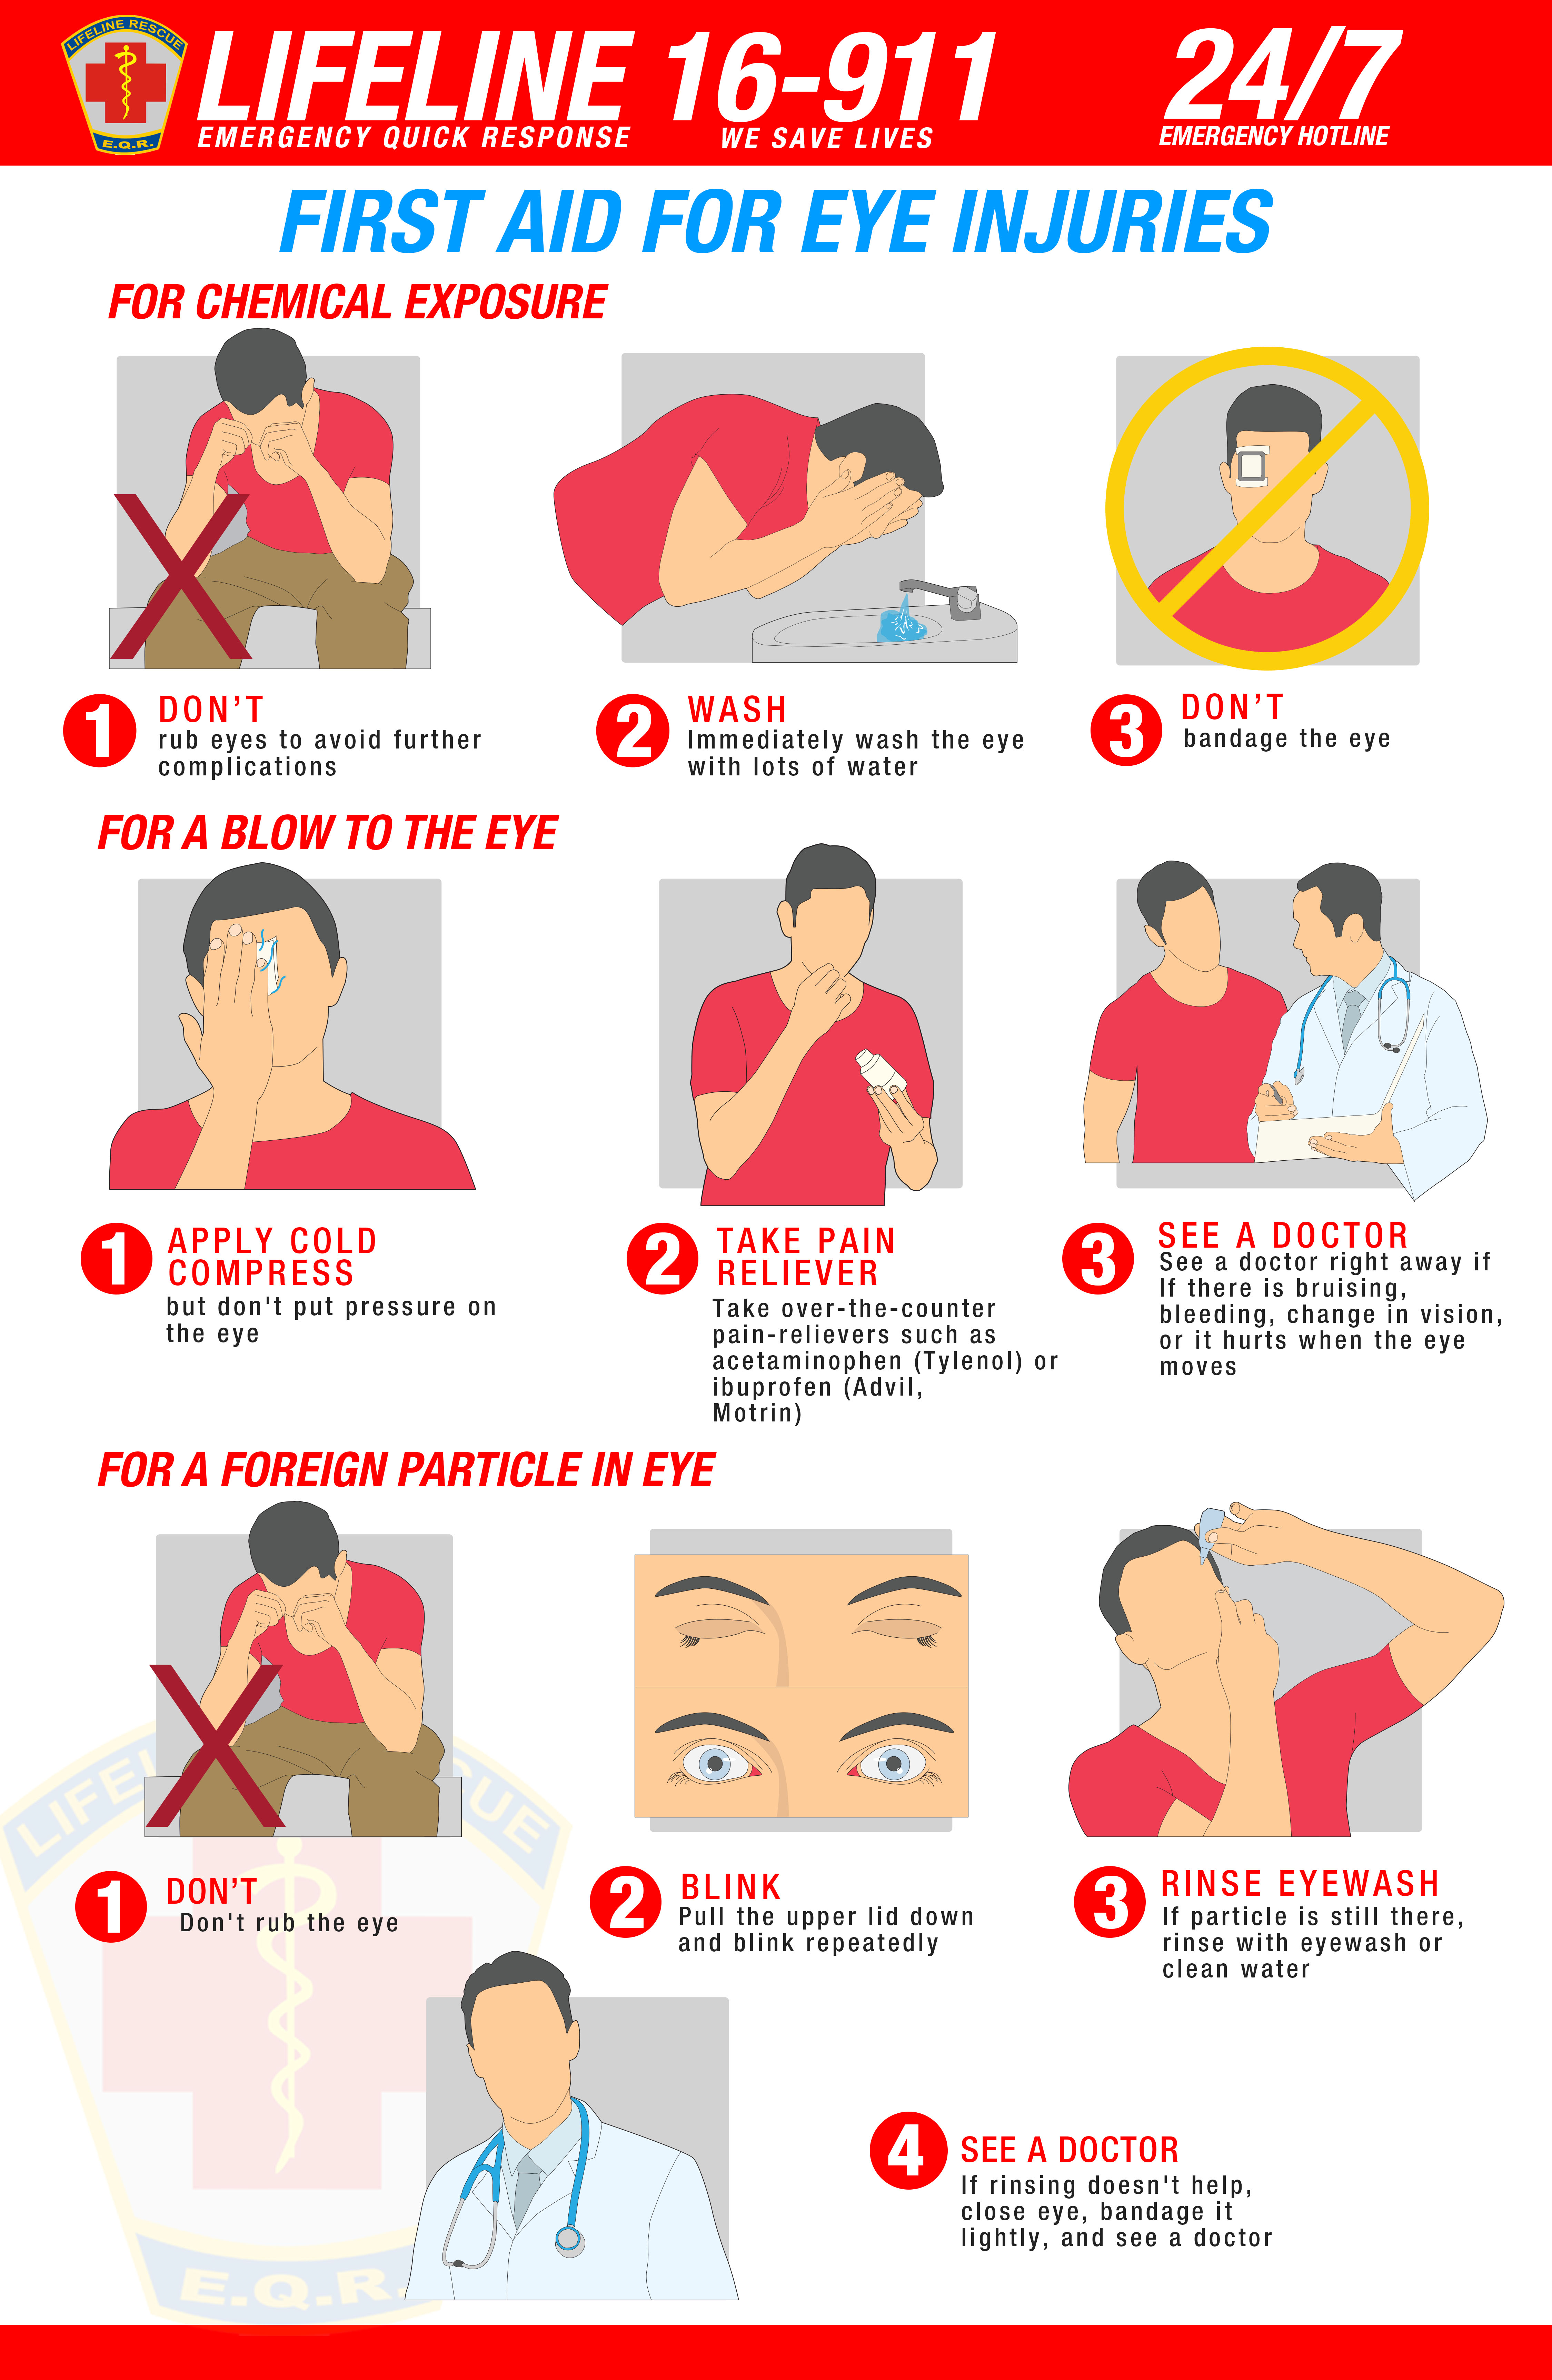 LIFELINE RESCUE
E.Q.R.
LIFELINE 16-911
EMERGENCY QUICK RESPONSE
WE SAVE LIVES
24/7
EMERGENCY HOTLINE
FIRST AID FOR EYE INJURIES
FOR CHEMICAL EXPOSURE
X
1
DON'T
rub eyes to avoid further
complications
2
WASH
Immediately wash the eye
with lots of water
3
DON'T
bandage the eye
FOR A BLOW TO THE EYE
1
APPLY COLD
COMPRESS
but don't put pressure on
the eye
2
TAKE PAIN
RELIEVER
Take over-the-counter
pain-relievers such as
acetaminophen (Tylenol) or
ibuprofen (Advil,
Motrin)
3
SEE A DOCTOR
See a doctor right away if
If there is bruising,
bleeding, change in vision,
or it hurts when the eye
moves
FOR A FOREIGN PARTICLE IN EYE
X
1
DON'T
Don't rub the eye
2
BLINK
Pull the upper lid down
and blink repeatedly
3
RINSE EYEWASH
If particle is still there,
rinse with eyewash or
clean water
4
SEE A DOCTOR
If rinsing doesn't help,
close eye, bandage it
lightly, and see a doctor
E.Q.R.